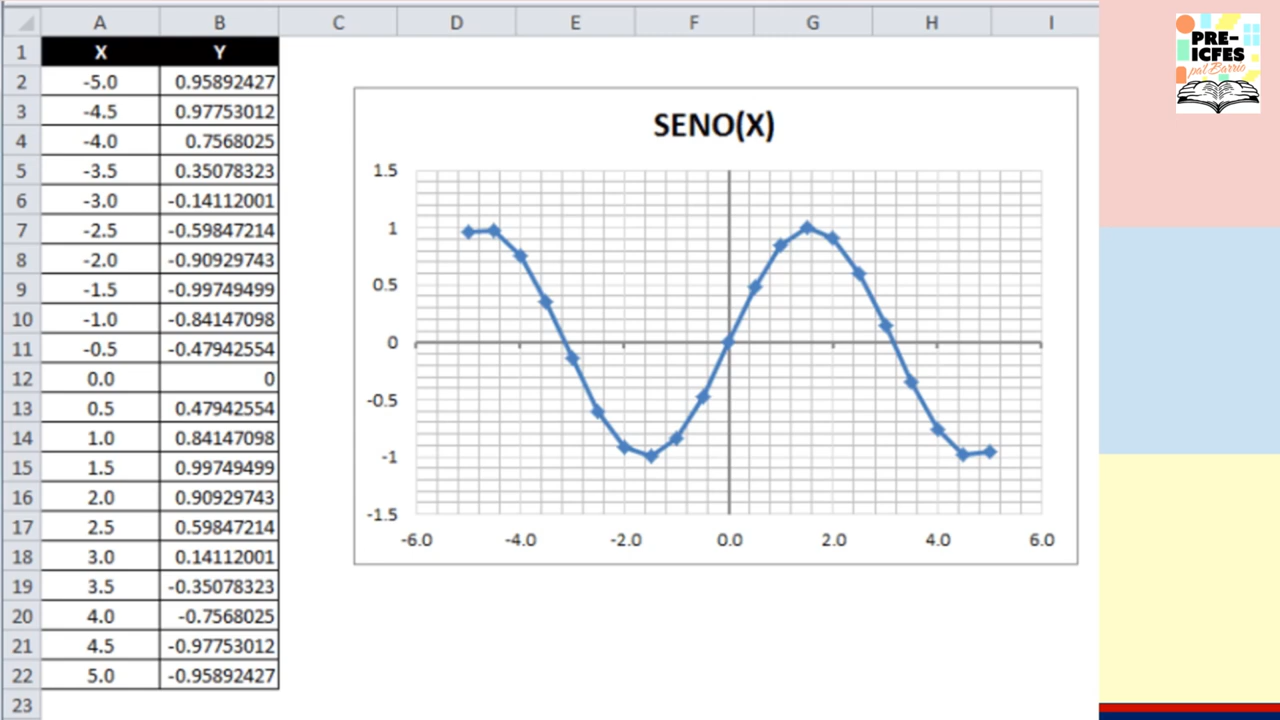 A B C D E F G H I
1 X Y
2 -5.0 0.95892427
3 -4.5 0.97753012
4 -4.0 0.7568025
5 -3.5 0.35078323
6 -3.0 -0.14112001
7 -2.5 -0.59847214
8 -2.0 -0.90929743
9 -1.5 -0.99749499
10 -1.0 -0.84147098
11 -0.5 -0.47942554
12 0.0 0
13 0.5 0.47942554
14 1.0 0.84147098
15 1.5 0.99749499
16 2.0 0.90929743
17 2.5 0.59847214
18 3.0 0.14112001
19 3.5 -0.35078323
20 4.0 -0.7568025
21 4.5 -0.97753012
22 5.0 -0.95892427
23
SENO(X)
1.5
1
0.5
0
-0.5
-1
-1.5
-6.0 -4.0 -2.0 0.0 2.0 4.0 6.0
PRE-
ICFES
pa'l Barrio